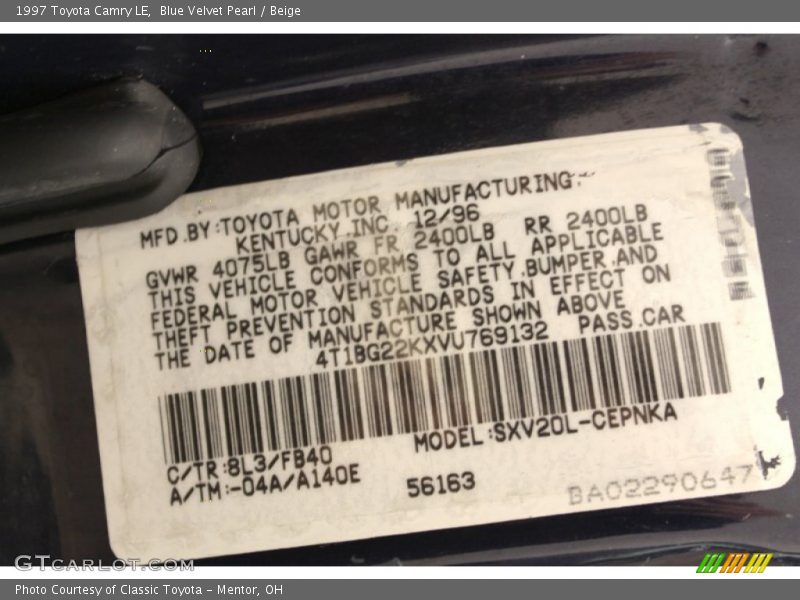 1997 Toyota Camry LE, Blue Velvet Pearl / Beige
MFD.BY:TOYOTA MOTOR MANUFACTURING,
KENTUCKY,INC. 12/96
GVWR 4075LB GAWR FR 2400LB RR 2400LB
THIS VEHICLE CONFORMS TO ALL APPLICABLE
FEDERAL MOTOR VEHICLE SAFETY,BUMPER,AND
THEFT PREVENTION STANDARDS IN EFFECT ON
THE DATE OF MANUFACTURE SHOWN ABOVE
4T1BG22KXVU769132 PASS.CAR
C/TR:8L3/FB40 MODEL:SXV20L-CEPNKA
A/TM:-04A/A140E 56163 BA02290647
GTCARLOT.COM
Photo Courtesy of Classic Toyota - Mentor, OH